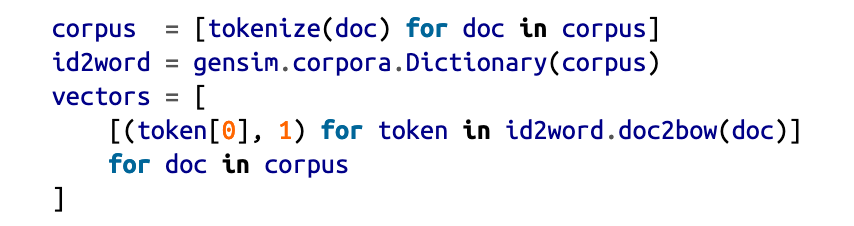 corpus  = [tokenize(doc) for doc in corpus]
id2word = gensim.corpora.Dictionary(corpus)
vectors = [
    [(token[0], 1) for token in id2word.doc2bow(doc)]
    for doc in corpus
]